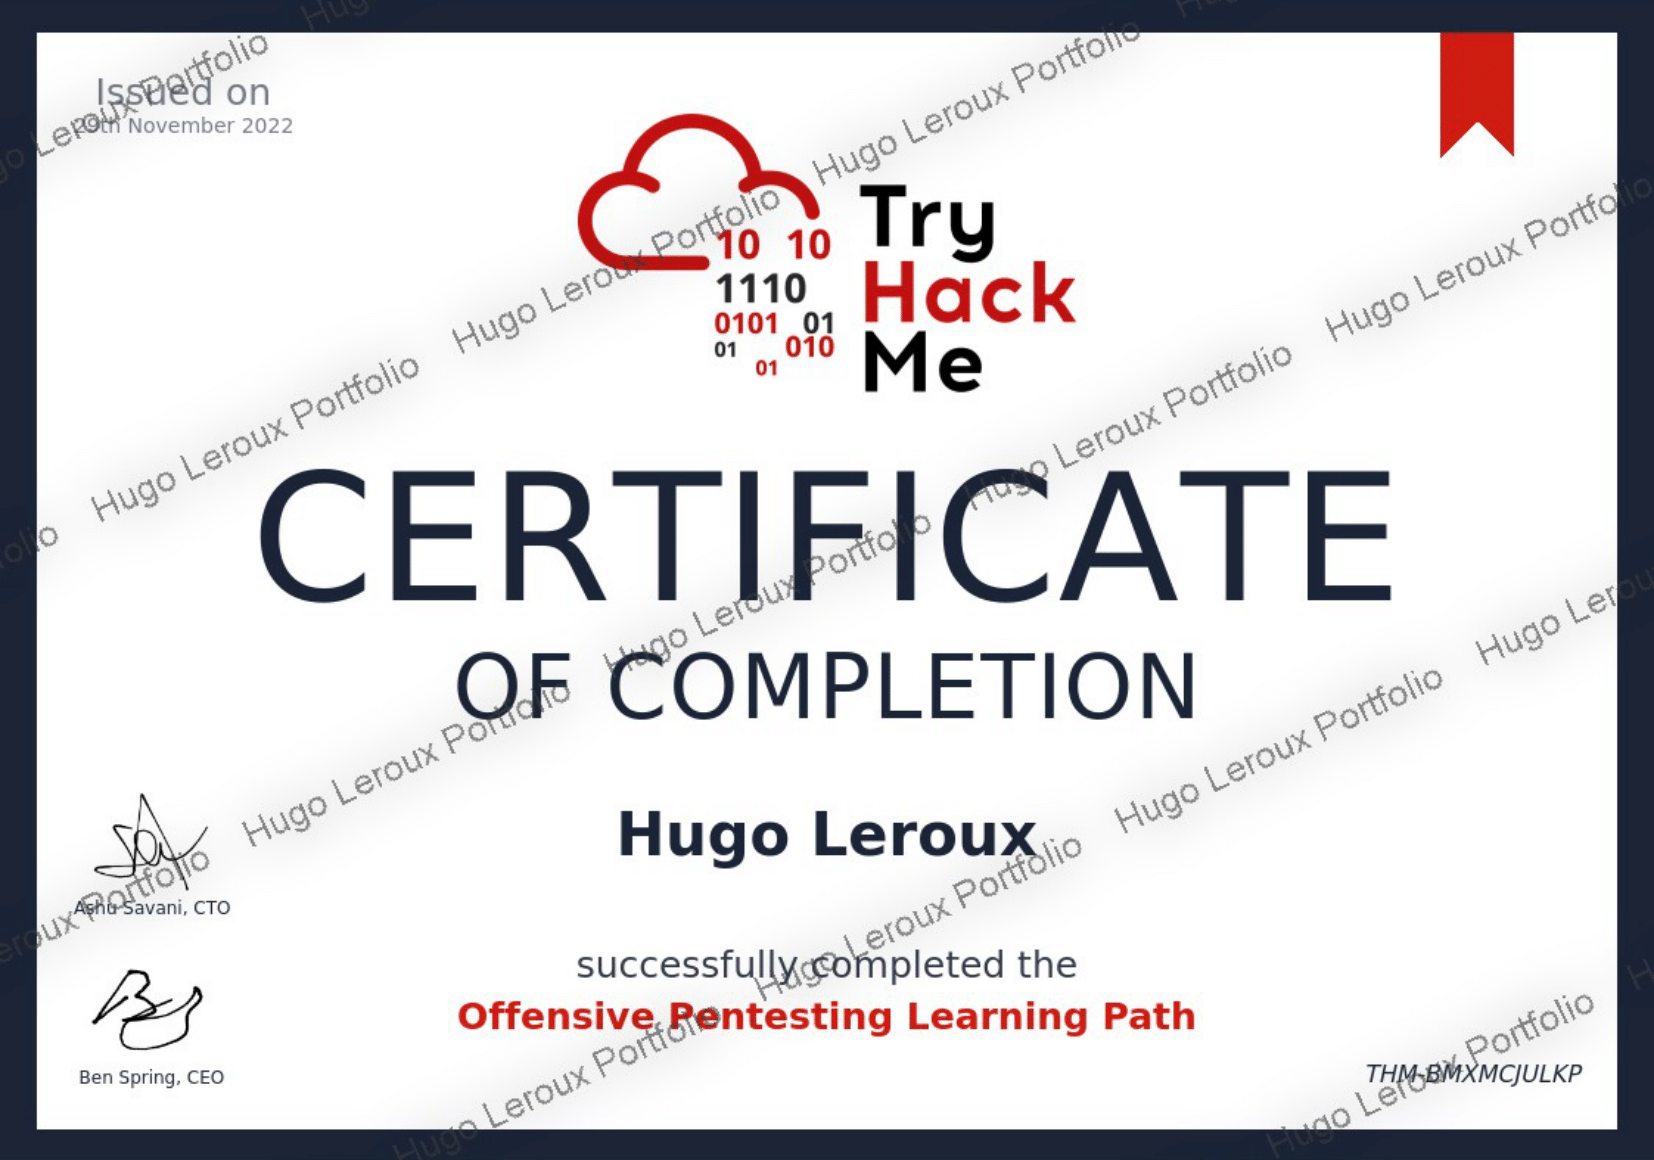 Issued on
29th November 2022
10 10
1110
0101 01
01 010
01
Try
Hack
Me
CERTIFICATE
OF COMPLETION
Hugo Leroux
Ashu Savani, CTO
successfully completed the
Offensive Pentesting Learning Path
Ben Spring, CEO
THM-BMXMCJULKP
Hugo Leroux Portfolio
Hugo Leroux Portfolio
Hugo Leroux Portfolio
Hugo Leroux Portfolio
Hugo Leroux Portfolio
Hugo Leroux Portfolio
Hugo Leroux Portfolio
Hugo Leroux Portfolio
Hugo Leroux Portfolio
Hugo Leroux Portfolio
Hugo Leroux Portfolio
Hugo Leroux Portfolio